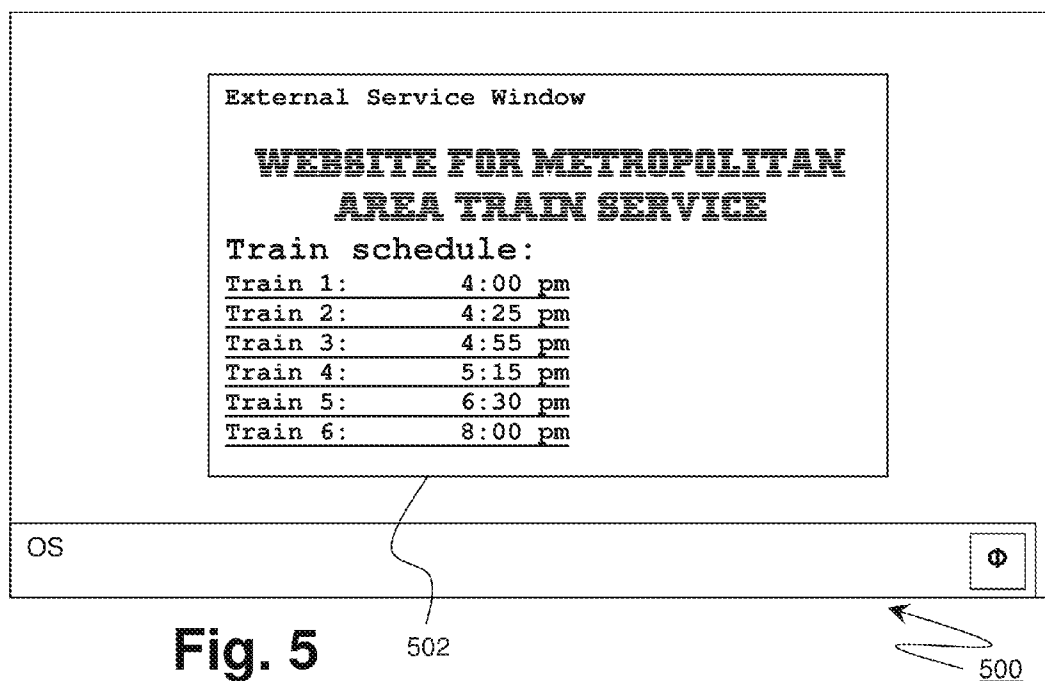 External Service Window
WEBSITE FOR METROPOLITAN
AREA TRAIN SERVICE
Train schedule:
Train 1: 4:00 pm
Train 2: 4:25 pm
Train 3: 4:55 pm
Train 4: 5:15 pm
Train 5: 6:30 pm
Train 6: 8:00 pm
OS Φ
Fig. 5 502 500